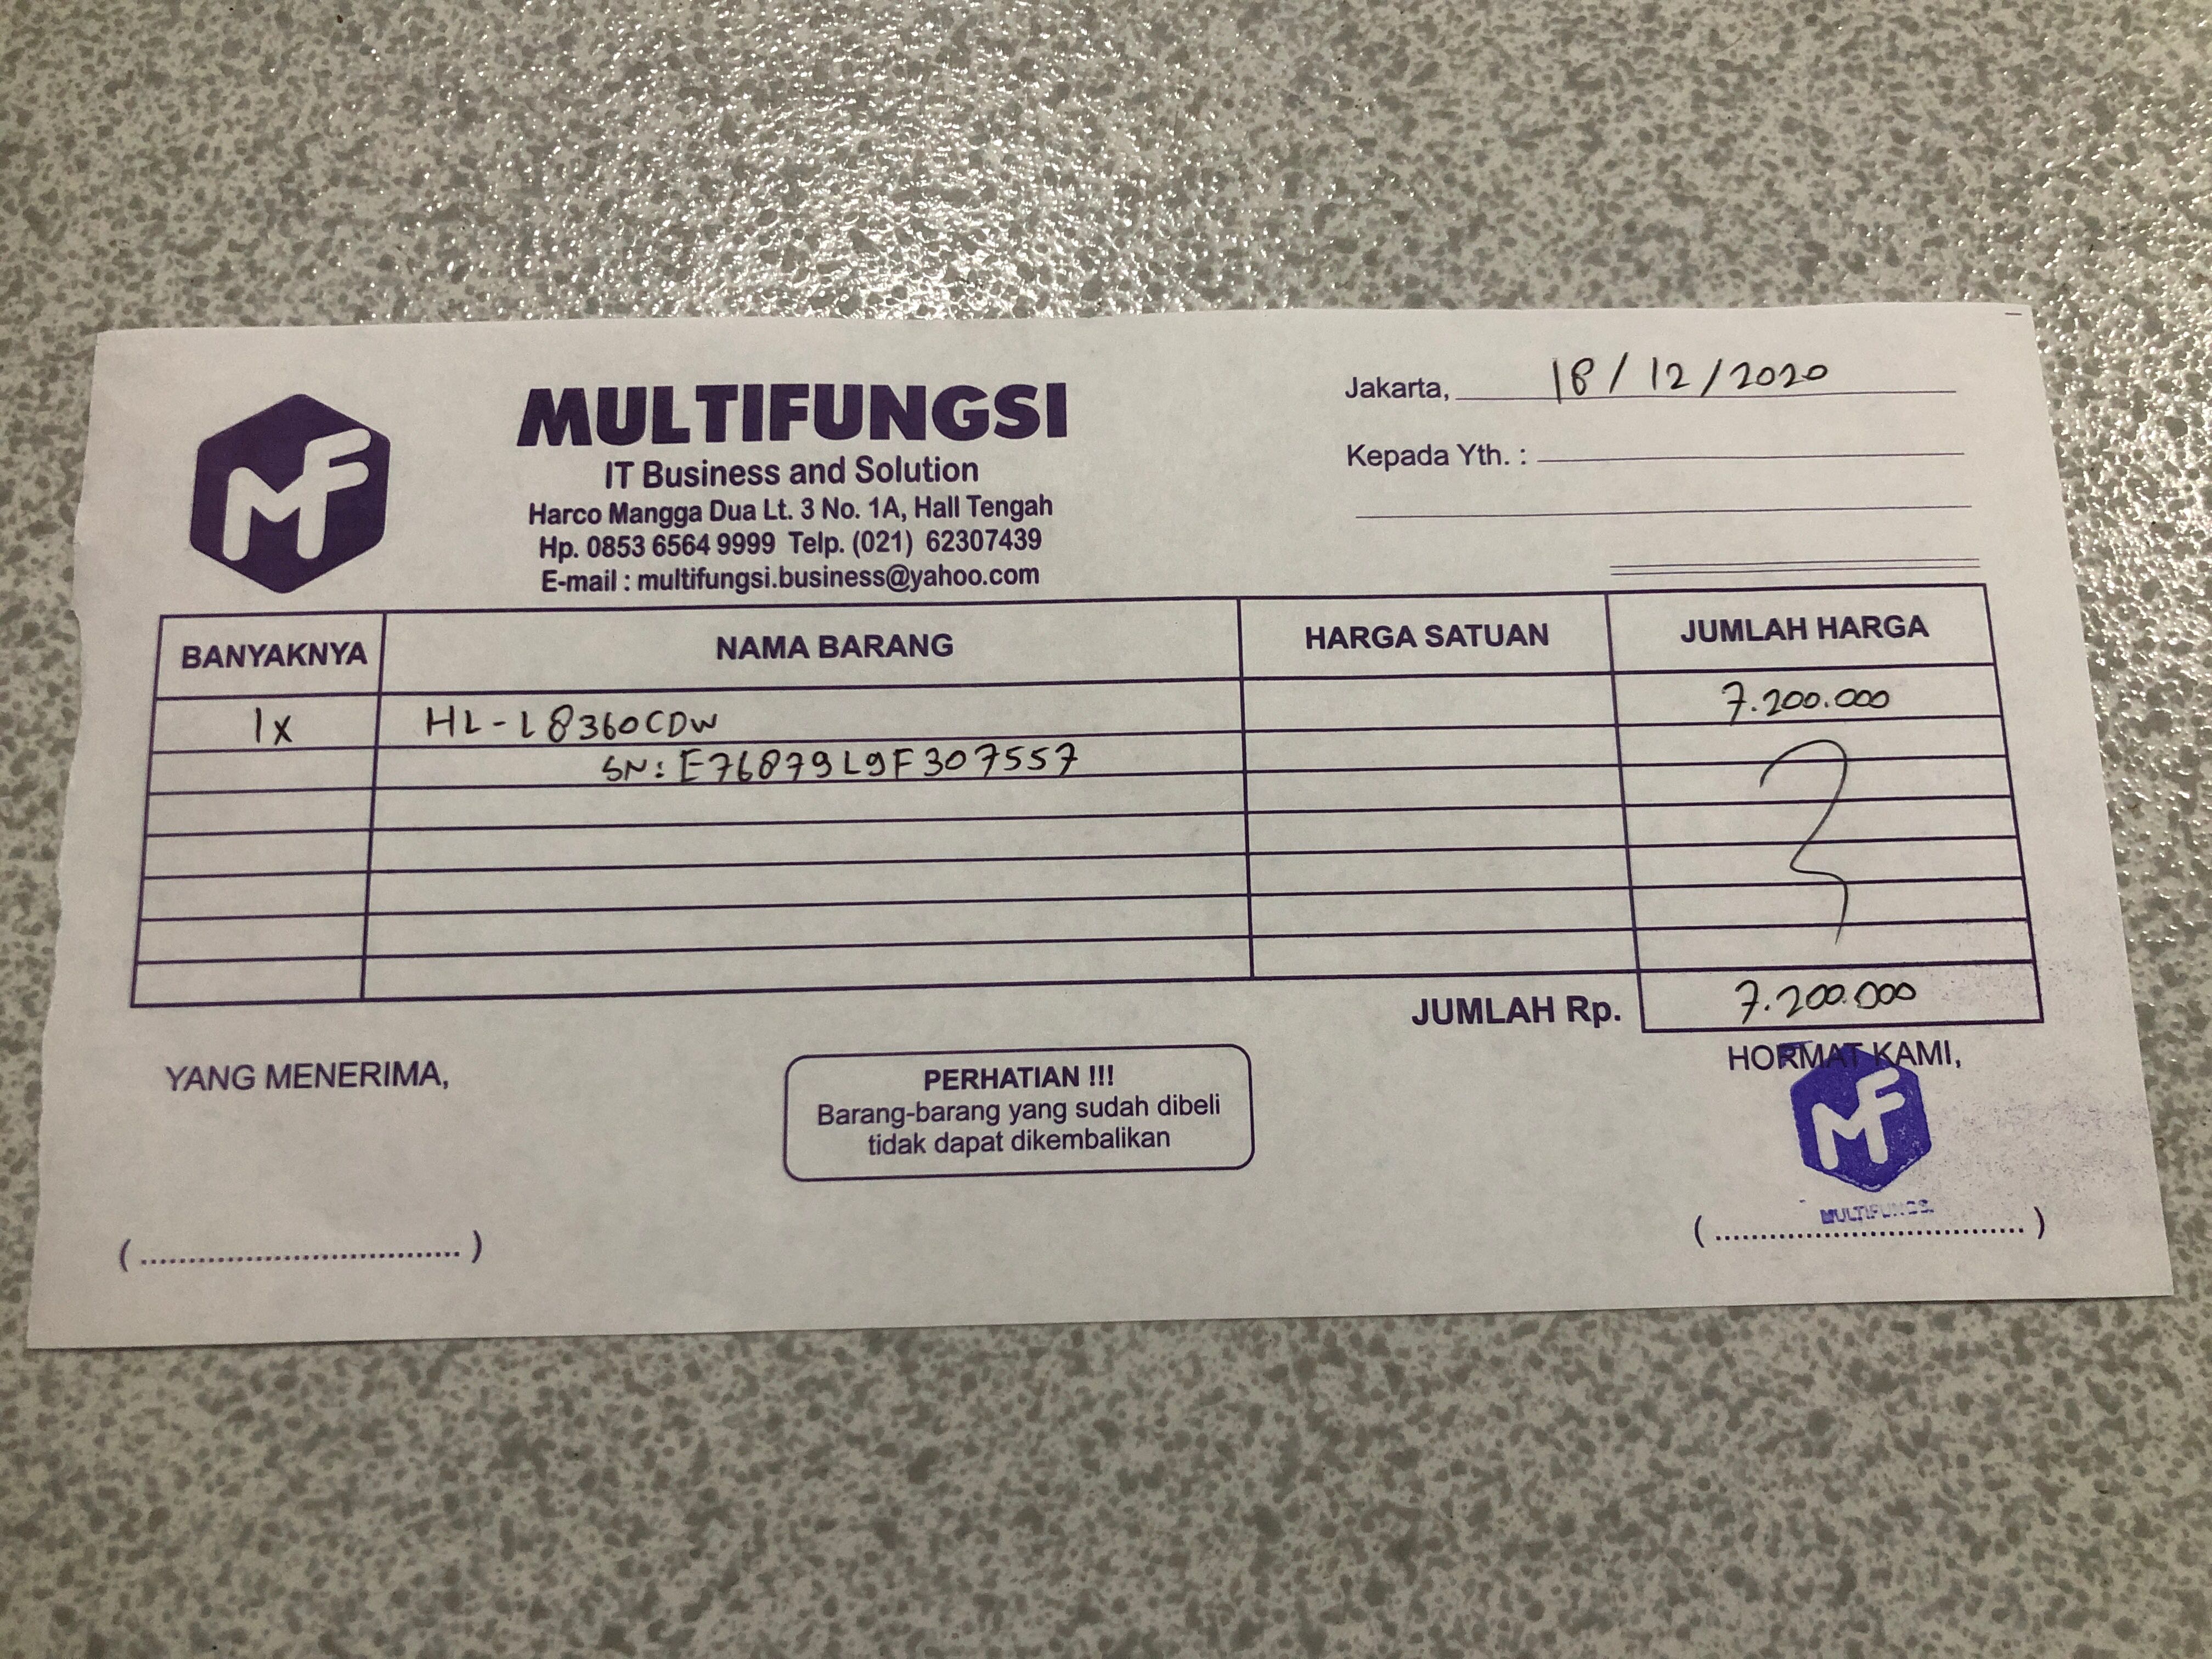 MF
MULTIFUNGSI
IT Business and Solution
Harco Mangga Dua Lt. 3 No. 1A, Hall Tengah
Hp. 0853 6564 9999 Telp. (021) 62307439
E-mail : multifungsi.business@yahoo.com
Jakarta, 18/12/2020
Kepada Yth. :
BANYAKNYA NAMA BARANG HARGA SATUAN JUMLAH HARGA
1x HL-L8360CDW 7.200.000
SN: E76879L9F307557
JUMLAH Rp. 7.200.000
YANG MENERIMA,
PERHATIAN !!!
Barang-barang yang sudah dibeli
tidak dapat dikembalikan
HORMAT KAMI,
MF
MULTIFUNGSI
(................................)
(................................)